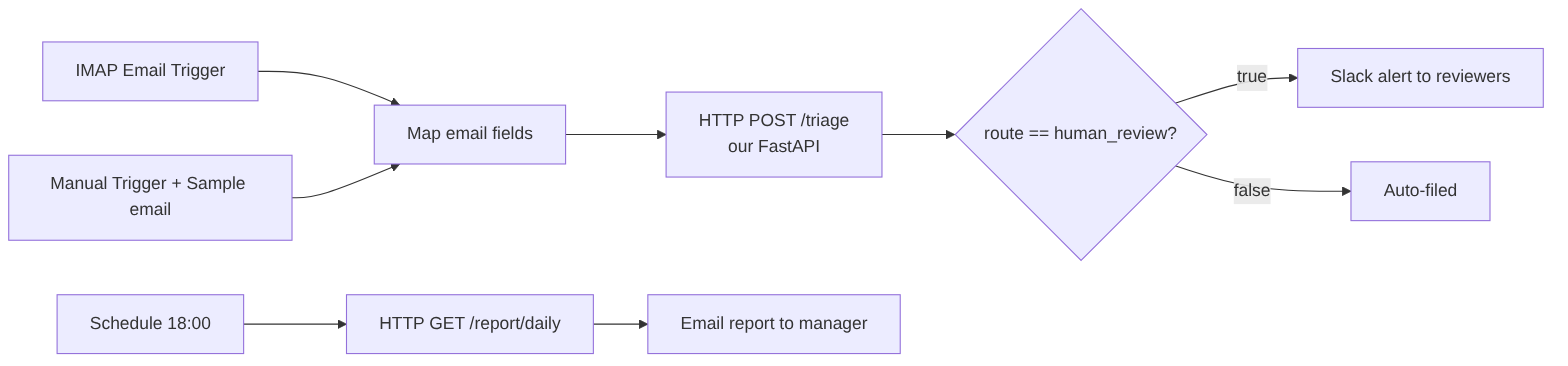 IMAP Email Trigger
Manual Trigger + Sample
email
Map email fields
HTTP POST /triage
our FastAPI
route == human_review?
true
Slack alert to reviewers
false
Auto-filed
Schedule 18:00
HTTP GET /report/daily
Email report to manager